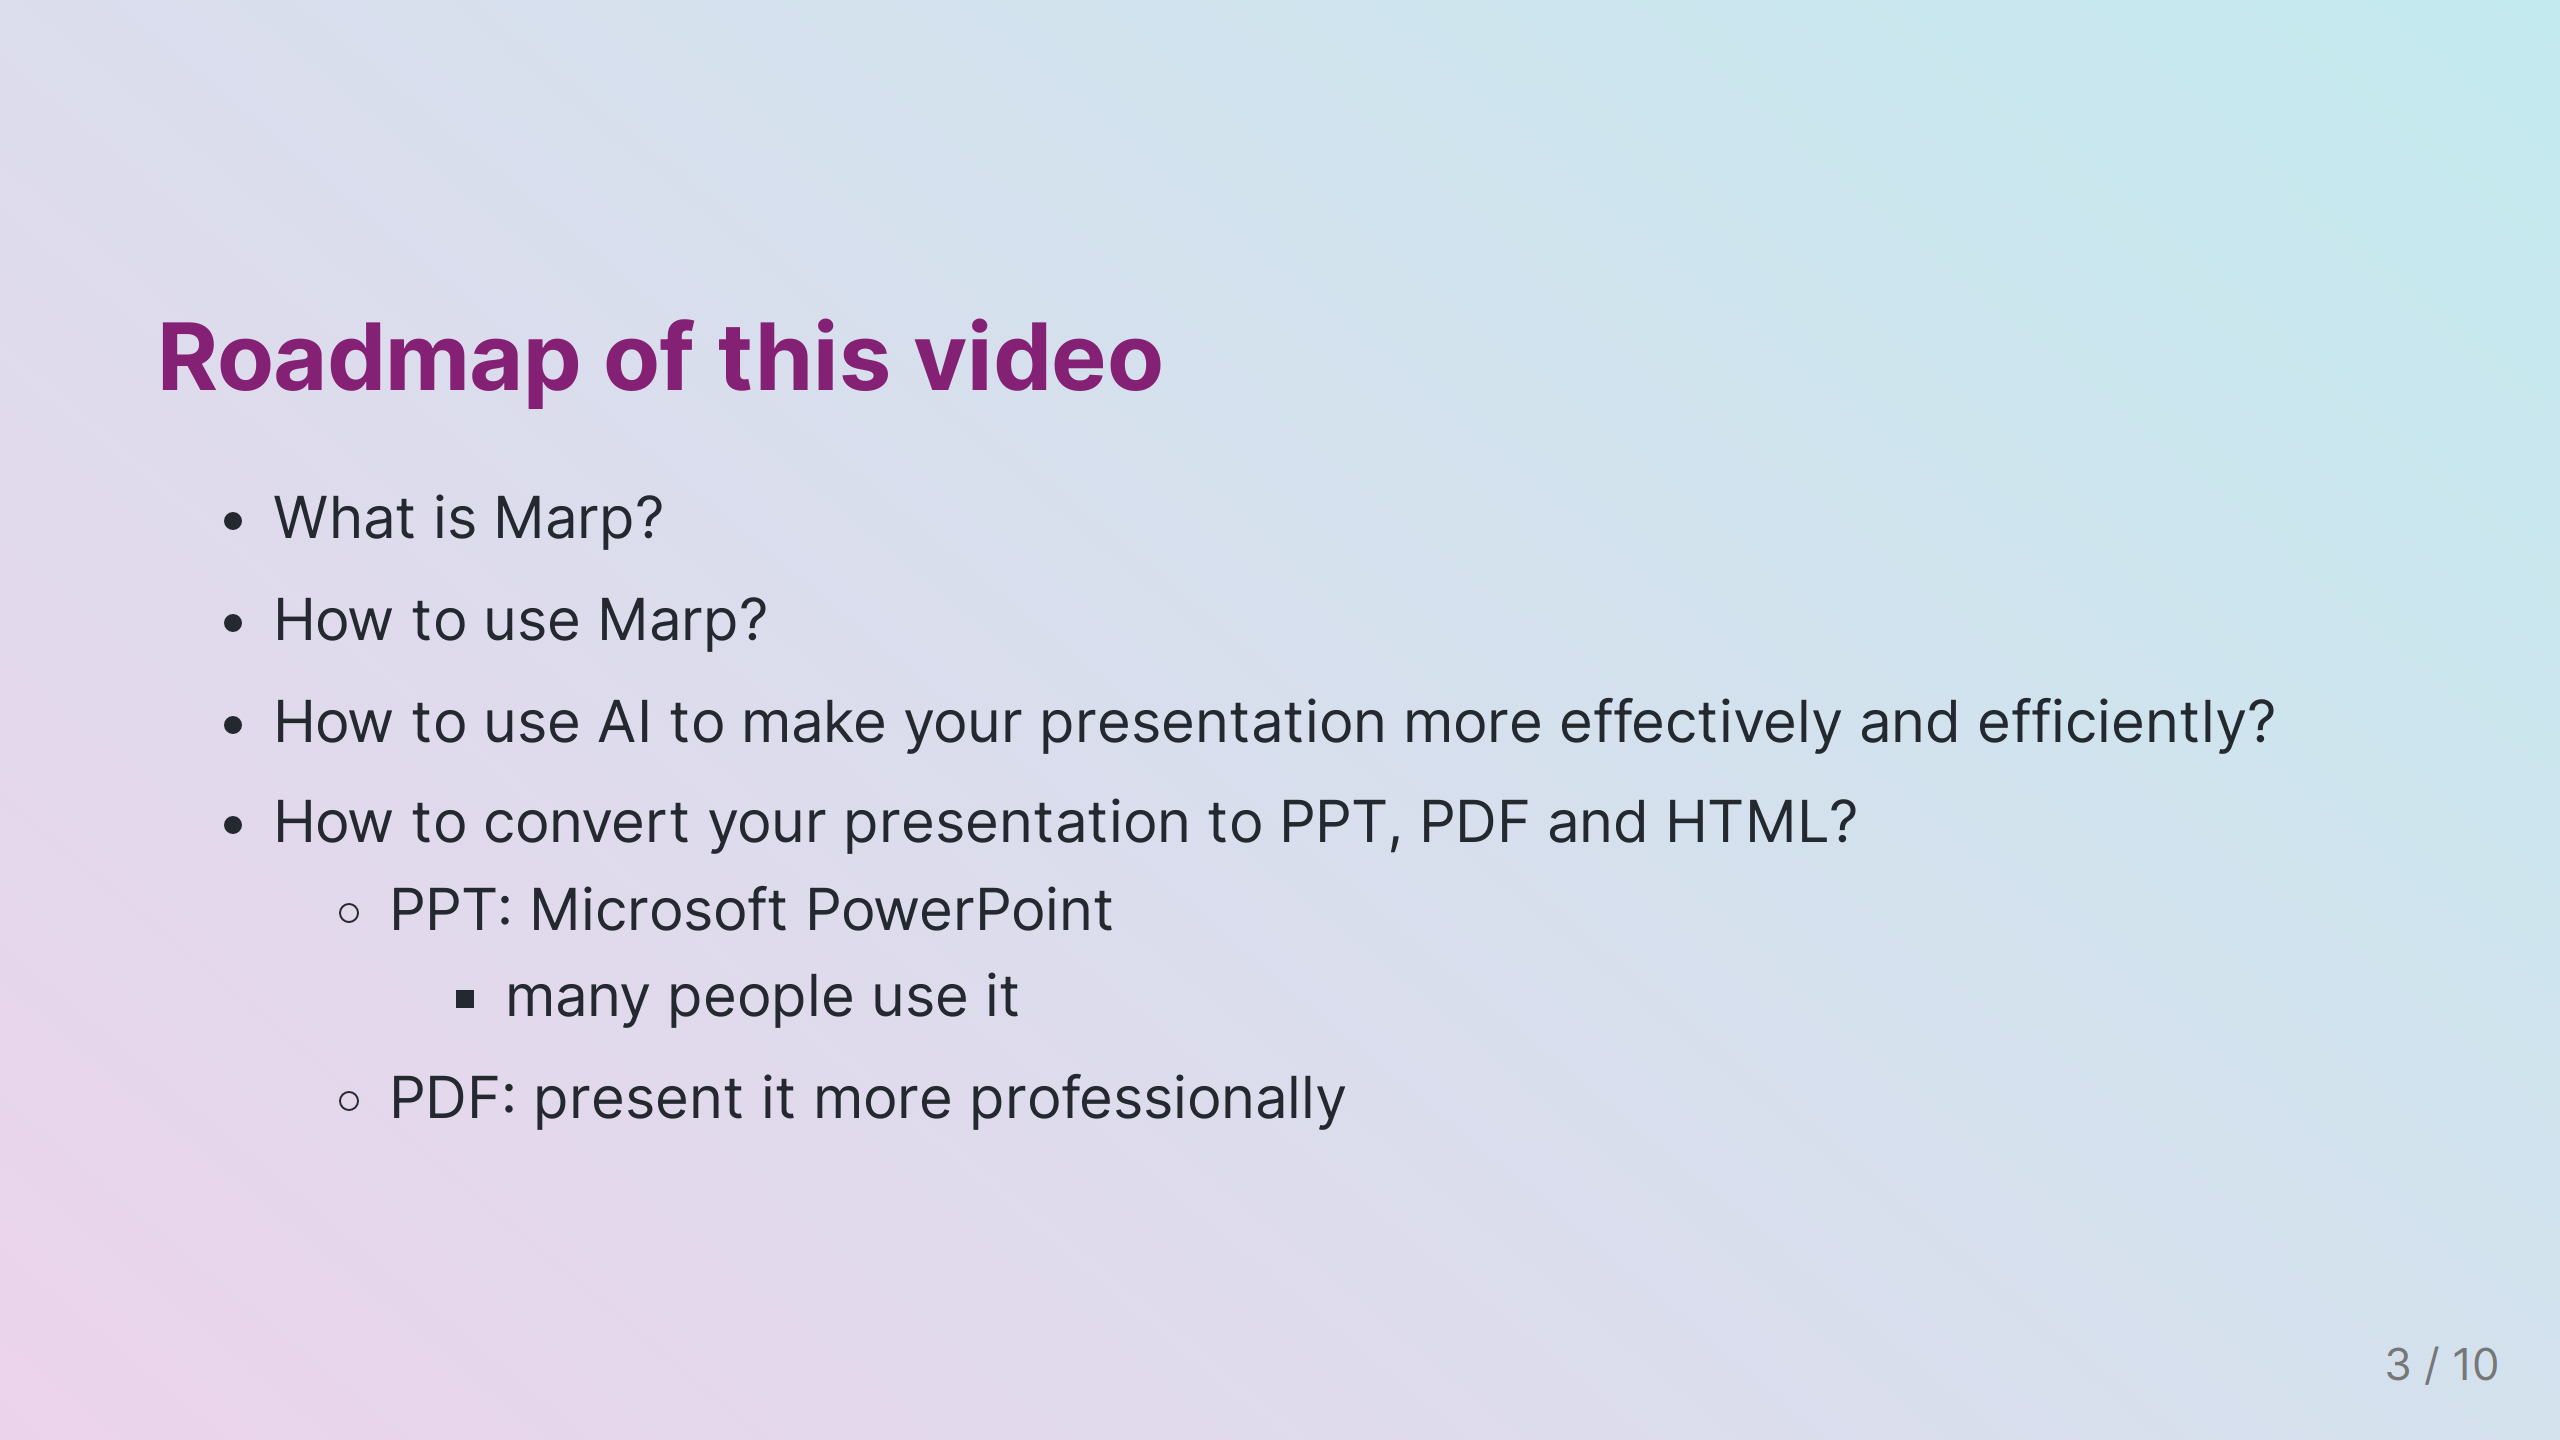 Roadmap of this video
• What is Marp?
• How to use Marp?
• How to use AI to make your presentation more effectively and efficiently?
• How to convert your presentation to PPT, PDF and HTML?
◦ PPT: Microsoft PowerPoint
▪ many people use it
◦ PDF: present it more professionally
3 / 10